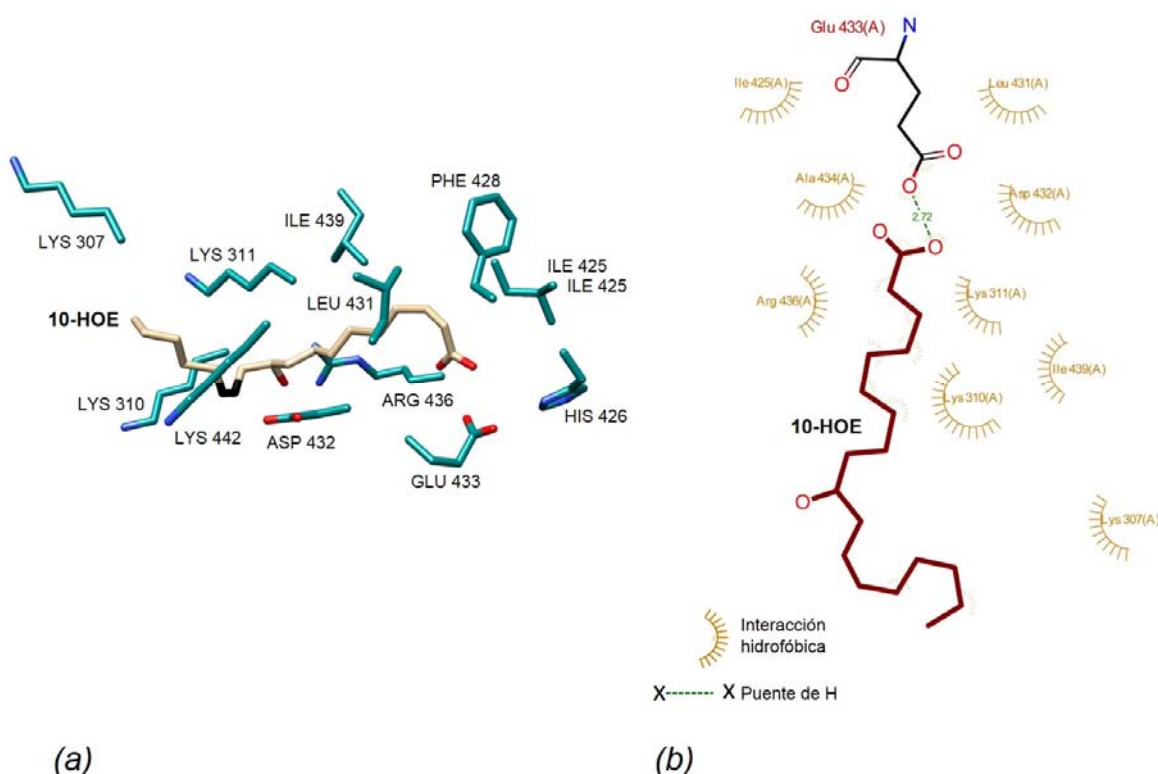 LYS 307
LYS 311
ILE 439
PHE 428
ILE 425
ILE 425
LEU 431
10-HOE
LYS 310
LYS 442
ASP 432
ARG 436
GLU 433
HIS 426
(a)
Glu 433(A)
N
O
Ile 425(A)
Leu 431(A)
O
O
Ala 434(A)
Asp 432(A)
2.72
O
O
Arg 436(A)
Lys 311(A)
Ile 439(A)
Lys 310(A)
10-HOE
O
Lys 307(A)
Interacción
hidrofóbica
X X Puente de H
(b)